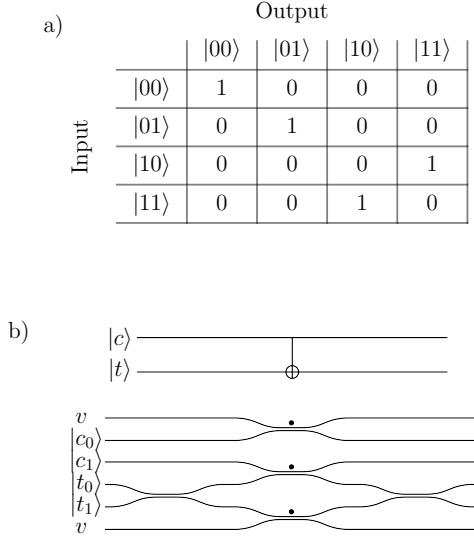 a)
Output
|00⟩ |01⟩ |10⟩ |11⟩
Input
|00⟩ 1 0 0 0
|01⟩ 0 1 0 0
|10⟩ 0 0 0 1
|11⟩ 0 0 1 0
b)
|c⟩
|t⟩
v
|c₀⟩
|c₁⟩
|t₀⟩
|t₁⟩
v